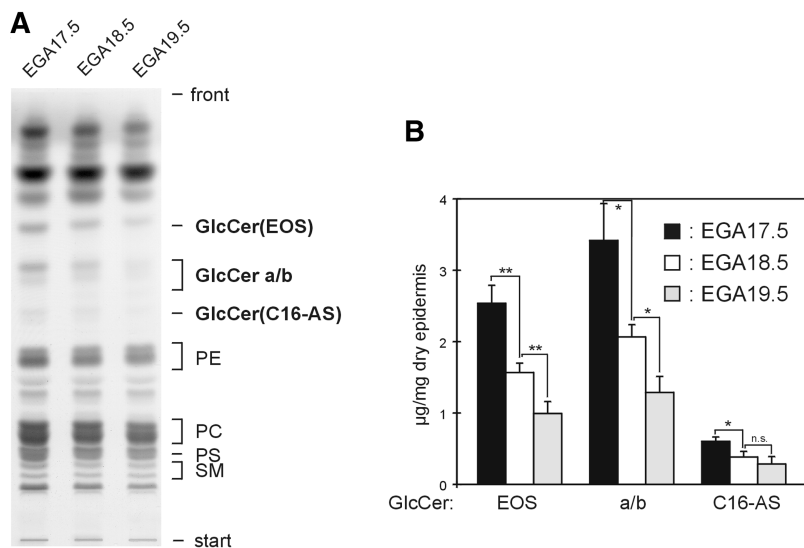 A
EGA17.5
EGA18.5
EGA19.5
front
GlcCer(EOS)
GlcCer a/b
GlcCer(C16-AS)
PE
PC
PS
SM
start
B
µg/mg dry epidermis
4
3
2
1
0
: EGA17.5
: EGA18.5
: EGA19.5
**
**
*
*
*
n.s.
GlcCer: EOS a/b C16-AS